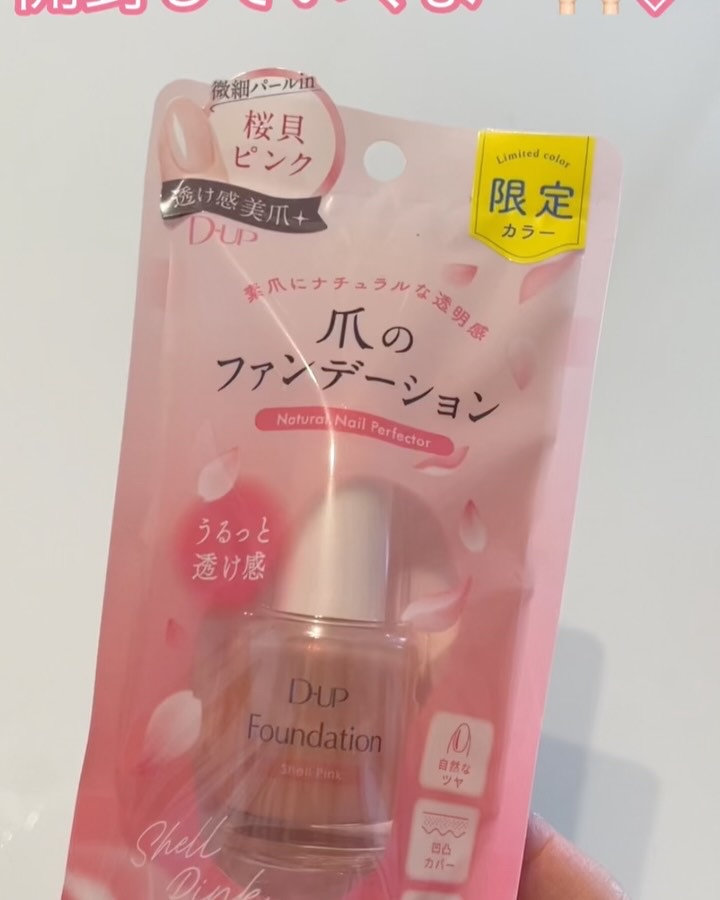 微細パールin
桜貝
ピンク
透け感美爪
D-UP
Limited color
限定
カラー
素爪にナチュラルな透明感
爪の
ファンデーション
Natural Nail Perfector
うるっと
透け感
D-UP
Foundation
Shell Pink
自然な
ツヤ
凹凸
カバー
Shell
Pink